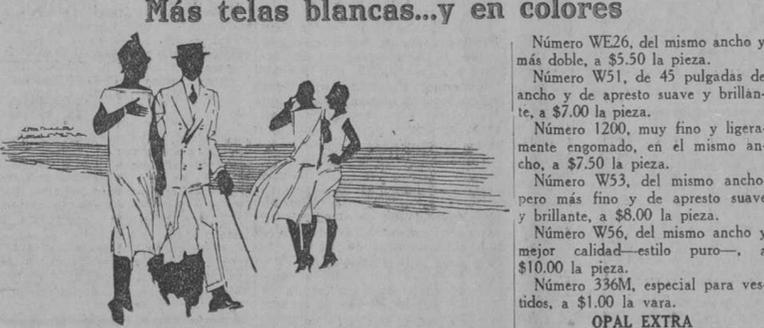 Más telas blancas...y en colores
Número WE26, del mismo ancho y
más doble, a $5.50 la pieza.
Número W51, de 45 pulgadas de
ancho y de apresto suave y brillan-
te, a $7.00 la pieza.
Número 1200, muy fino y ligera-
mente engomado, en el mismo an-
cho, a $7.50 la pieza.
Número W53, del mismo ancho
pero más fino y de apresto suave
y brillante, a $8.00 la pieza.
Número W56, del mismo ancho y
mejor calidad—estilo puro—, a
$10.00 la pieza.
Número 336M, especial para ves-
tidos, a $1.00 la vara.
OPAL EXTRA